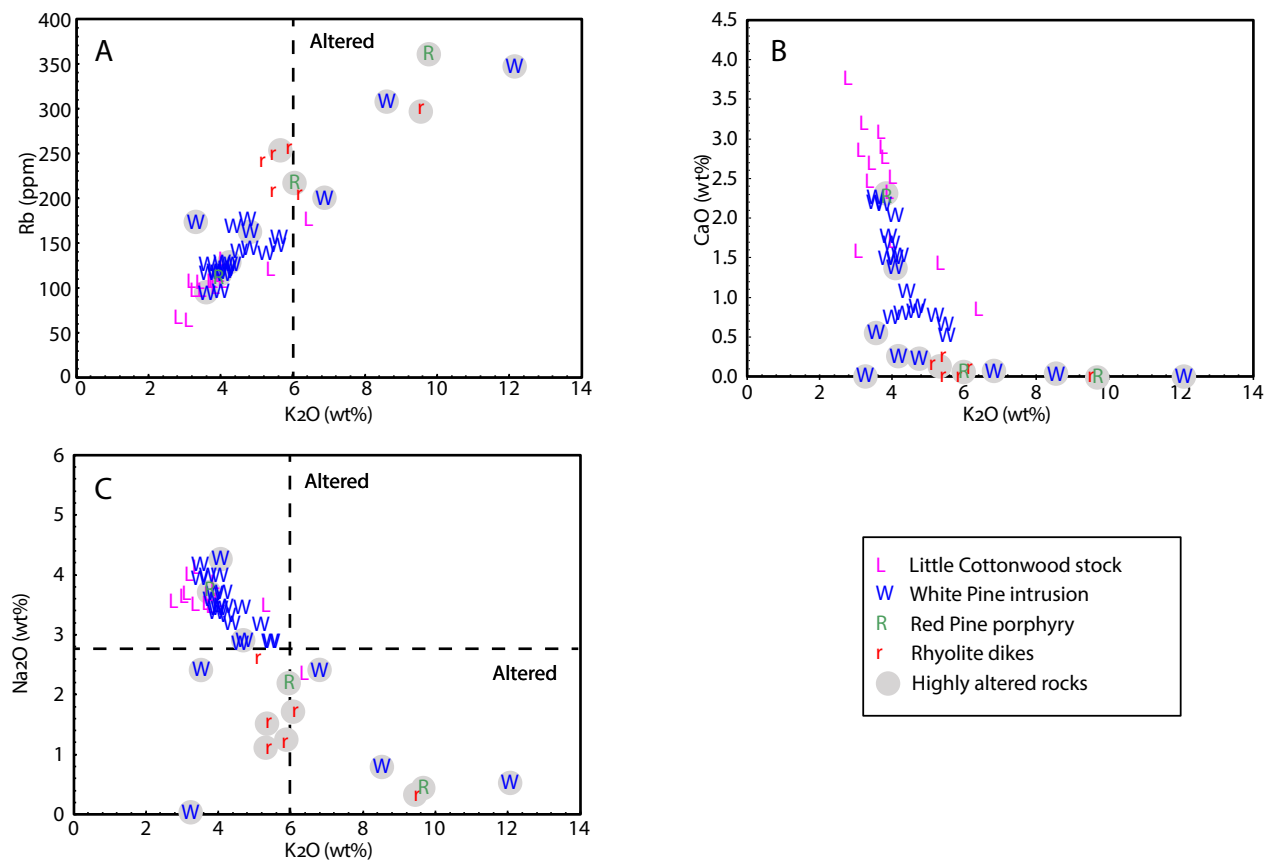 A
Altered
Rb (ppm)
400
350
300
250
200
150
100
50
0
0 2 4 6 8 10 12 14
K2O (wt%)
B
CaO (wt%)
4.5
4.0
3.5
3.0
2.5
2.0
1.5
1.0
0.5
0.0
0 2 4 6 8 10 12 14
K2O (wt%)
C
Altered
Altered
Na2O (wt%)
6
5
4
3
2
1
0
0 2 4 6 8 10 12 14
K2O (wt%)
L Little Cottonwood stock
W White Pine intrusion
R Red Pine porphyry
r Rhyolite dikes
Highly altered rocks